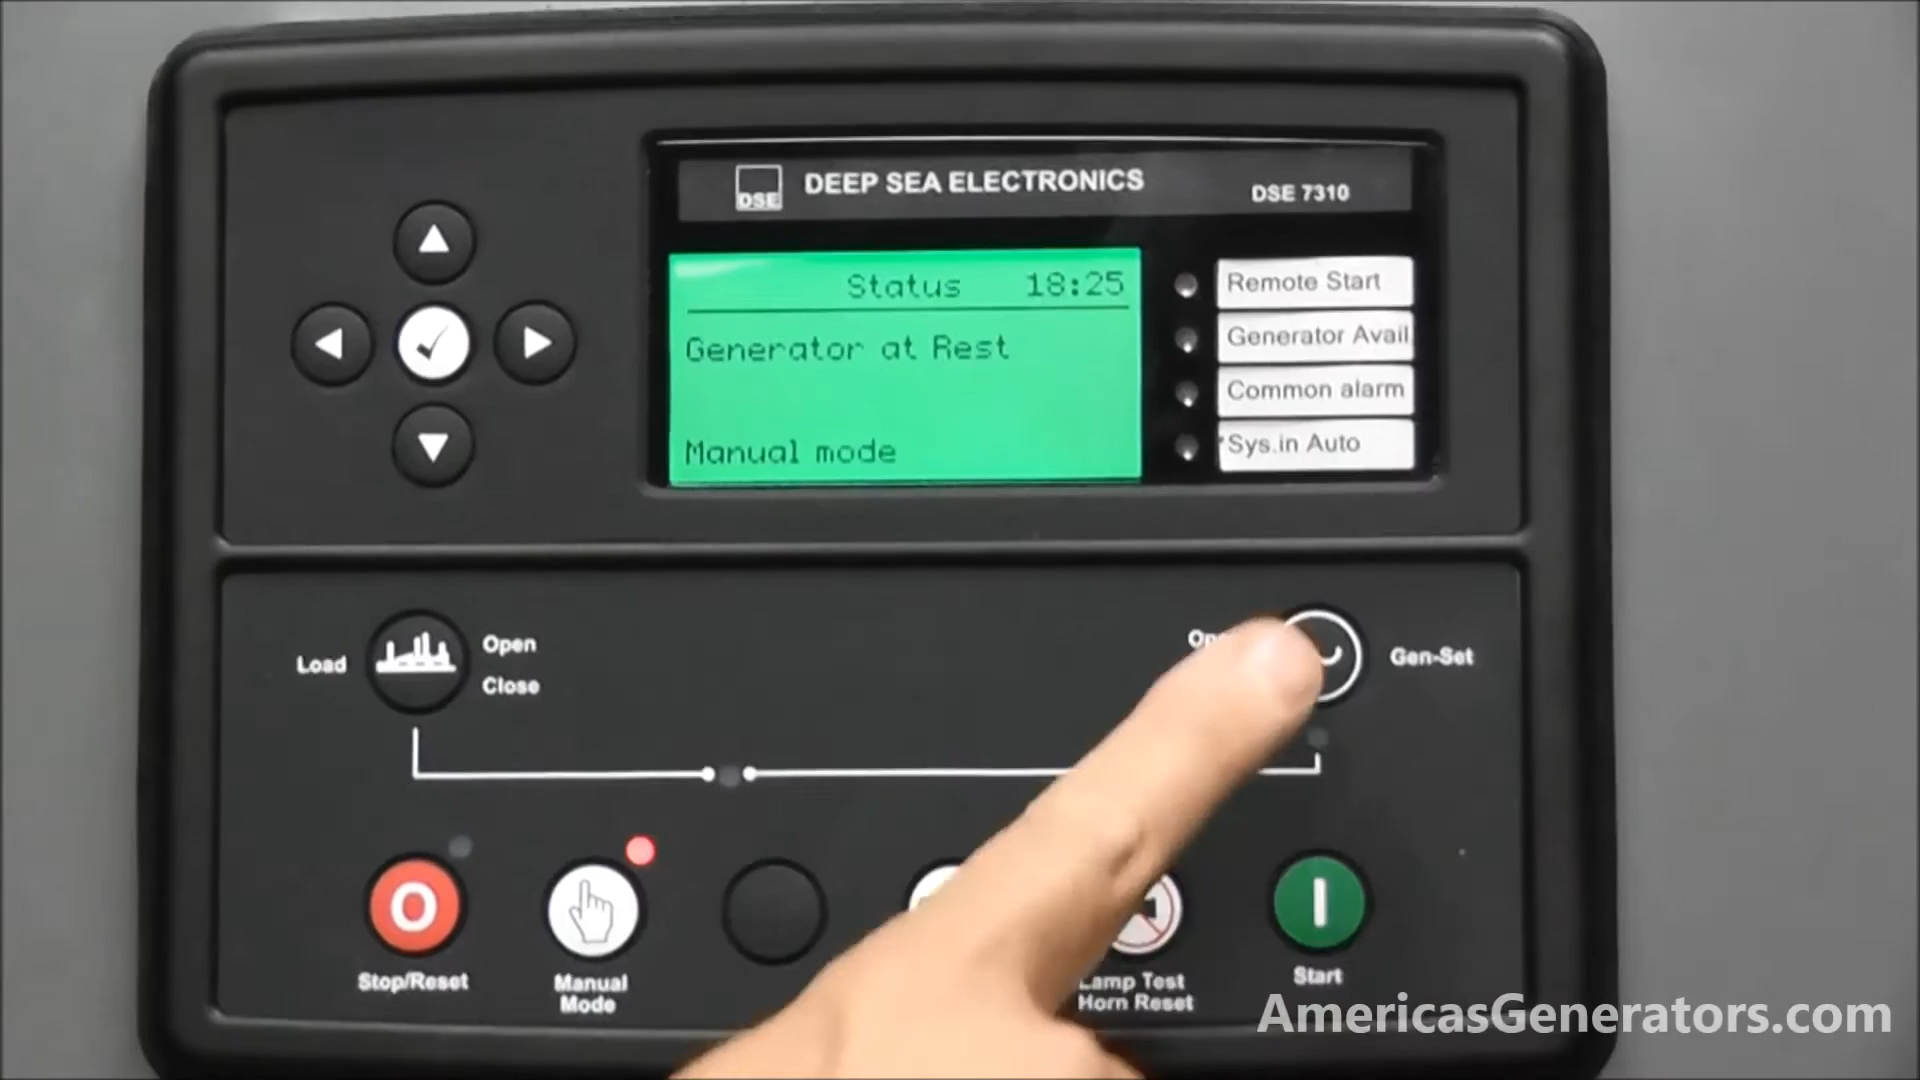 DSE
DEEP SEA ELECTRONICS
DSE 7310
Status 18:25
Generator at Rest
Manual mode
Remote Start
Generator Avail
Common alarm
Sys.in Auto
Load
Open
Close
Gen-Set
Stop/Reset
Manual
Mode
Lamp Test
Horn Reset
Start
AmericasGenerators.com